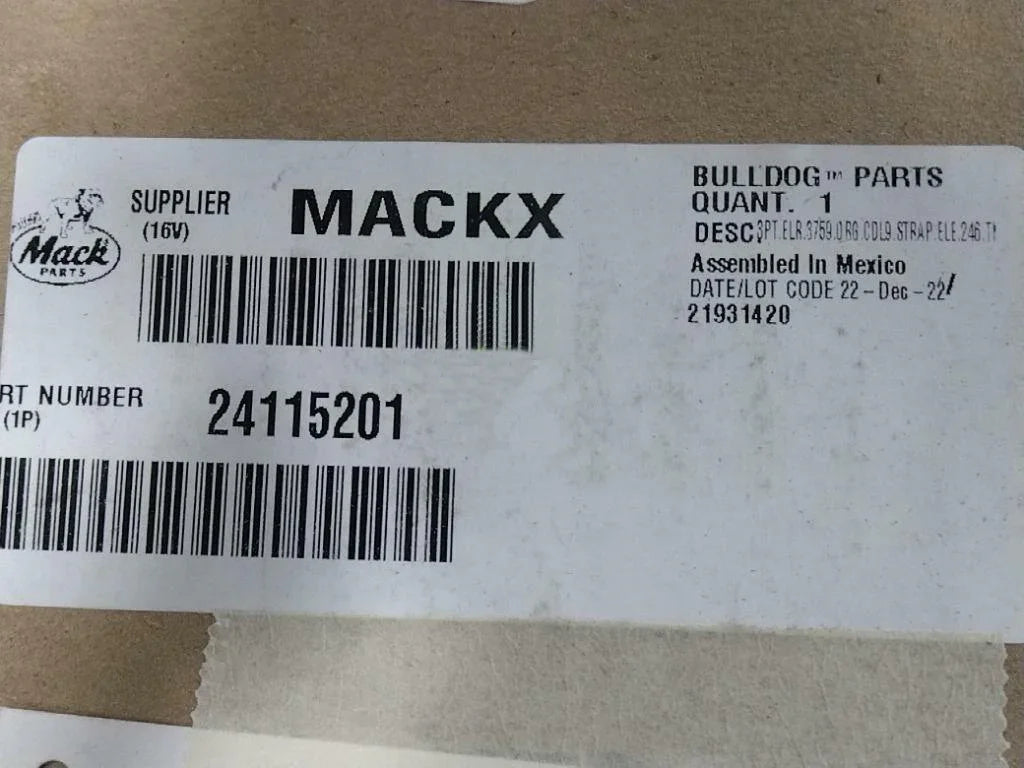 Mack
PARTS
SUPPLIER
(16V)
MACKX
RT NUMBER
(1P)
24115201
BULLDOG™ PARTS
QUANT. 1
DESC: 3PT.ELR.3759.ORG.CDL9.STRAP.ELE.246.TI
Assembled In Mexico
DATE/LOT CODE 22-Dec-22/
21931420